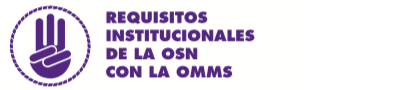 REQUISITOS
INSTITUCIONALES
DE LA OSN
CON LA OMMS